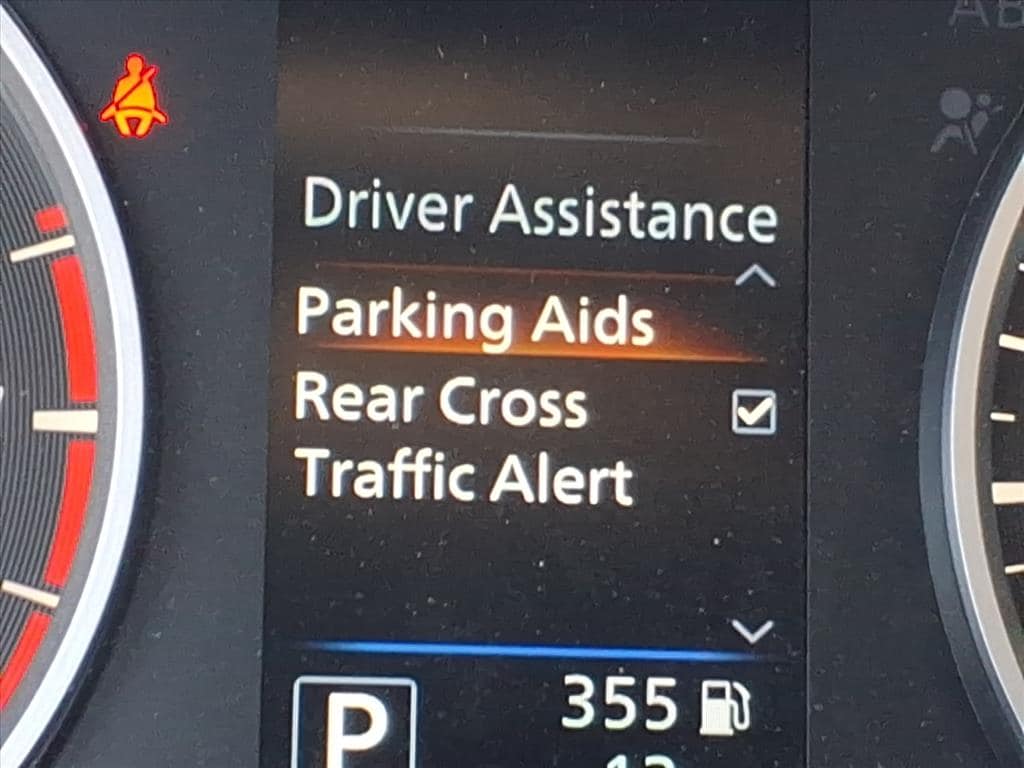 Driver Assistance
Parking Aids
Rear Cross
Traffic Alert
355
P